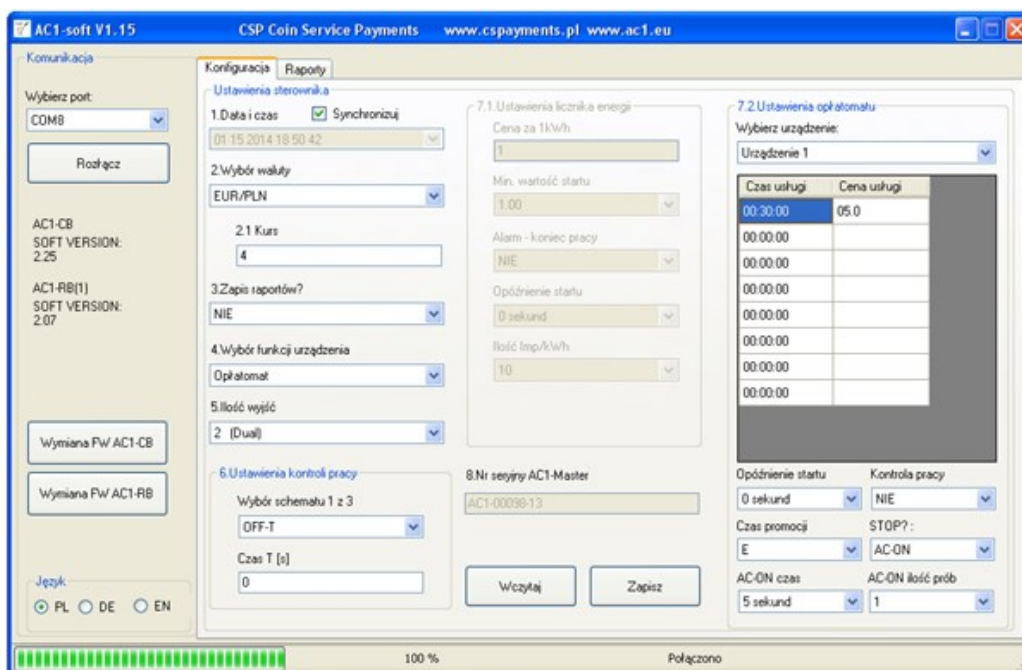 AC1-soft V1.15 CSP Coin Service Payments www.cspayments.pl www.ac1.eu
Komunikacja
Wybierz port:
COM8
Rozłącz
AC1-CB
SOFT VERSION:
2.25
AC1-RB(1)
SOFT VERSION:
2.07
Wymiana FW AC1-CB
Wymiana FW AC1-RB
Język
PL DE EN
Konfiguracja Raporty
Ustawienia sterownika
1.Data i czas Synchronizuj
01 15 2014 18:50:42
2.Wybór waluty
EUR/PLN
2.1 Kurs
4
3.Zapis raportów?
NIE
4.Wybór funkcji urządzenia
Opłatomat
5.Ilość wyjść
2 (Dual)
6.Ustawienia kontroli pracy
Wybór schematu 1 z 3
OFF-T
Czas T [s]
0
7.1.Ustawienia licznika energii
Cena za 1kWh
1
Min. wartość startu
1.00
Alarm - koniec pracy
NIE
Opóźnienie startu
0 sekund
Ilość Imp/kWh
10
8.Nr seryjny AC1-Master
AC1-00098-13
Wczytaj Zapisz
7.2.Ustawienia opłatomatu
Wybierz urządzenie:
Urządzenie 1
Czas usługi Cena usługi
00:30:00 05.0
00:00:00
00:00:00
00:00:00
00:00:00
00:00:00
00:00:00
00:00:00
Opóźnienie startu Kontrola pracy
0 sekund NIE
Czas promocji STOP? :
E AC-ON
AC-ON czas AC-ON ilość prób
5 sekund 1
100 % Połączono